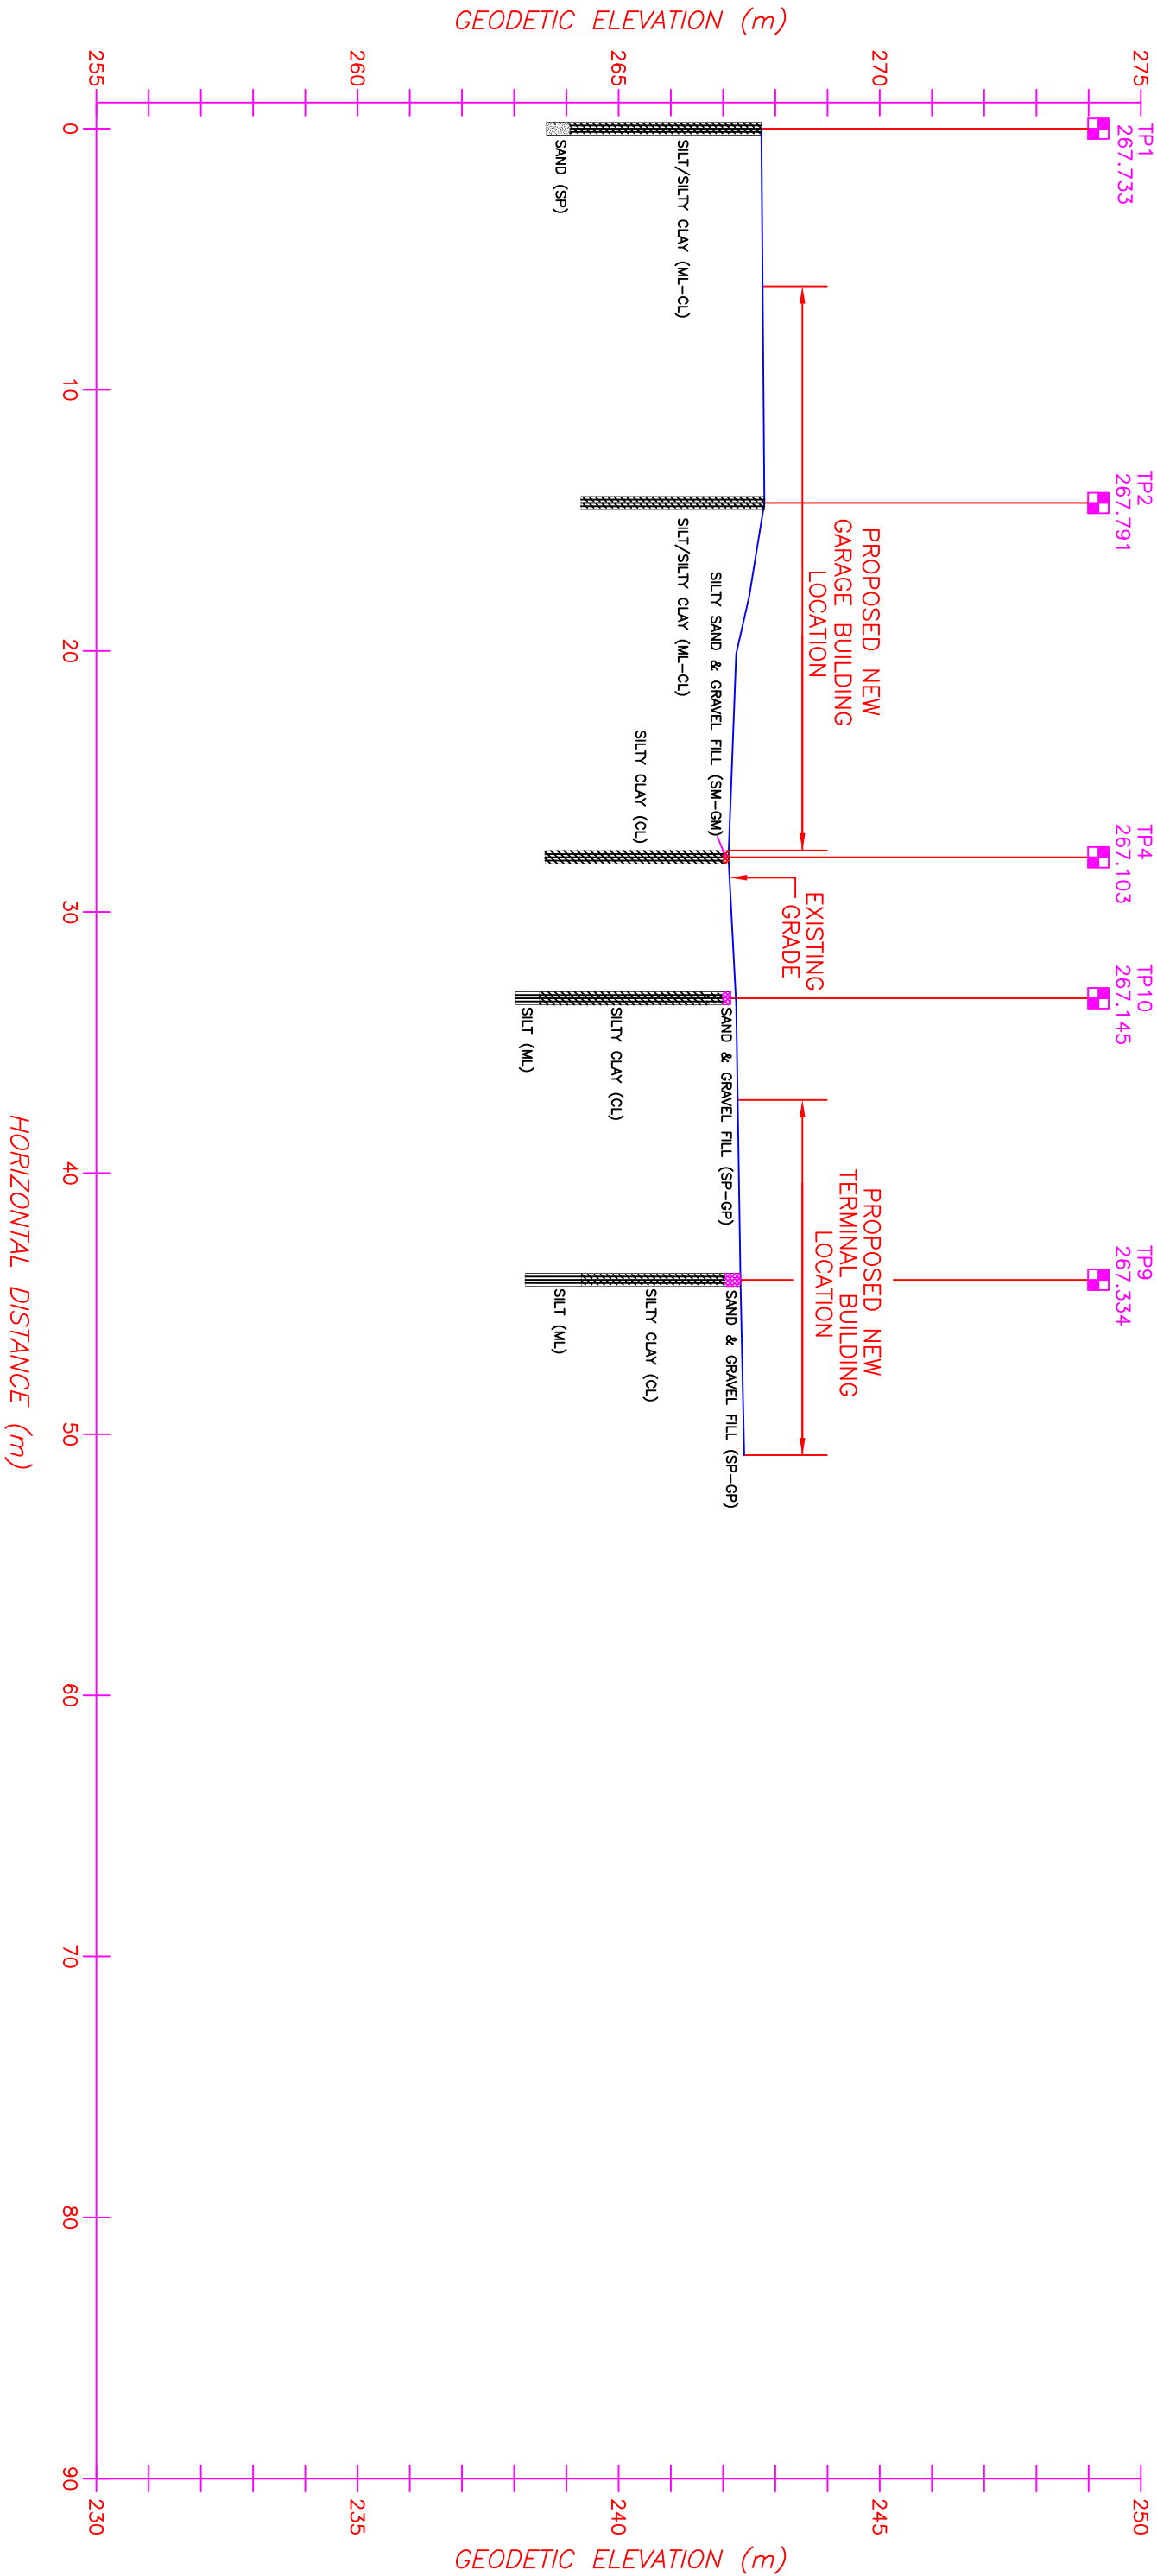 TP1
267.733
TP2
267.791
TP4
267.103
TP10
267.145
TP9
267.334
PROPOSED NEW
GARAGE BUILDING
LOCATION
EXISTING
GRADE
PROPOSED NEW
TERMINAL BUILDING
LOCATION
SILT/SILTY CLAY (ML-CL)
SAND (SP)
SILT/SILTY CLAY (ML-CL)
SILTY SAND & GRAVEL FILL (SM-GM)
SILTY CLAY (CL)
SAND & GRAVEL FILL (SP-GP)
SILTY CLAY (CL)
SILT (ML)
SAND & GRAVEL FILL (SP-GP)
SILTY CLAY (CL)
SILT (ML)
GEODETIC ELEVATION (m)
275
270
265
260
255
0
10
20
30
40
50
60
70
80
90
HORIZONTAL DISTANCE (m)
250
245
240
235
230
GEODETIC ELEVATION (m)